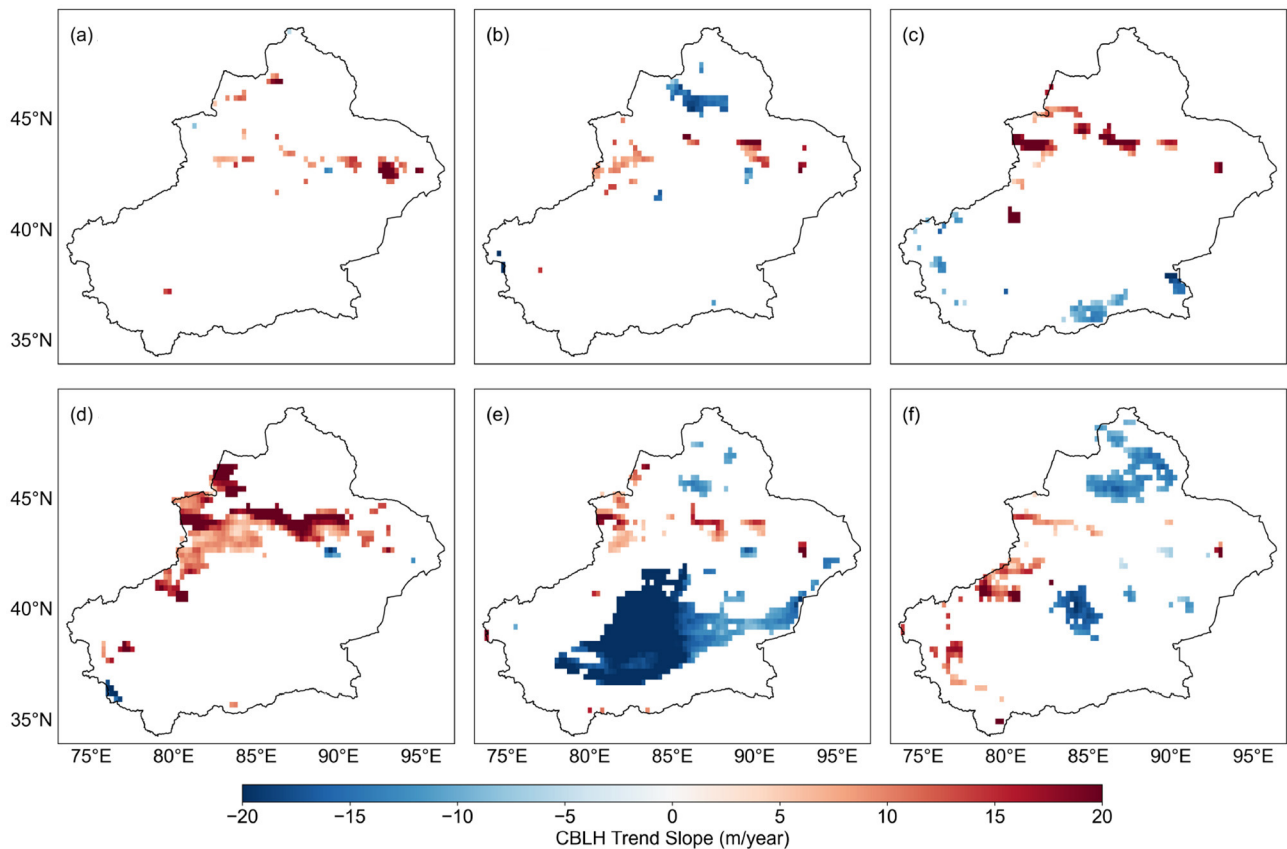 (a) (b) (c)
45°N
40°N
35°N
(d) (e) (f)
45°N
40°N
35°N
75°E 80°E 85°E 90°E 95°E 75°E 80°E 85°E 90°E 95°E 75°E 80°E 85°E 90°E 95°E
−20 −15 −10 −5 0 5 10 15 20
CBLH Trend Slope (m/year)